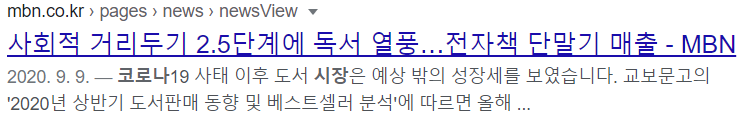 mbn.co.kr › pages › news › newsView
사회적 거리두기 2.5단계에 독서 열풍…전자책 단말기 매출 - MBN
2020. 9. 9. — 코로나19 사태 이후 도서 시장은 예상 밖의 성장세를 보였습니다. 교보문고의
'2020년 상반기 도서판매 동향 및 베스트셀러 분석'에 따르면 올해 ...